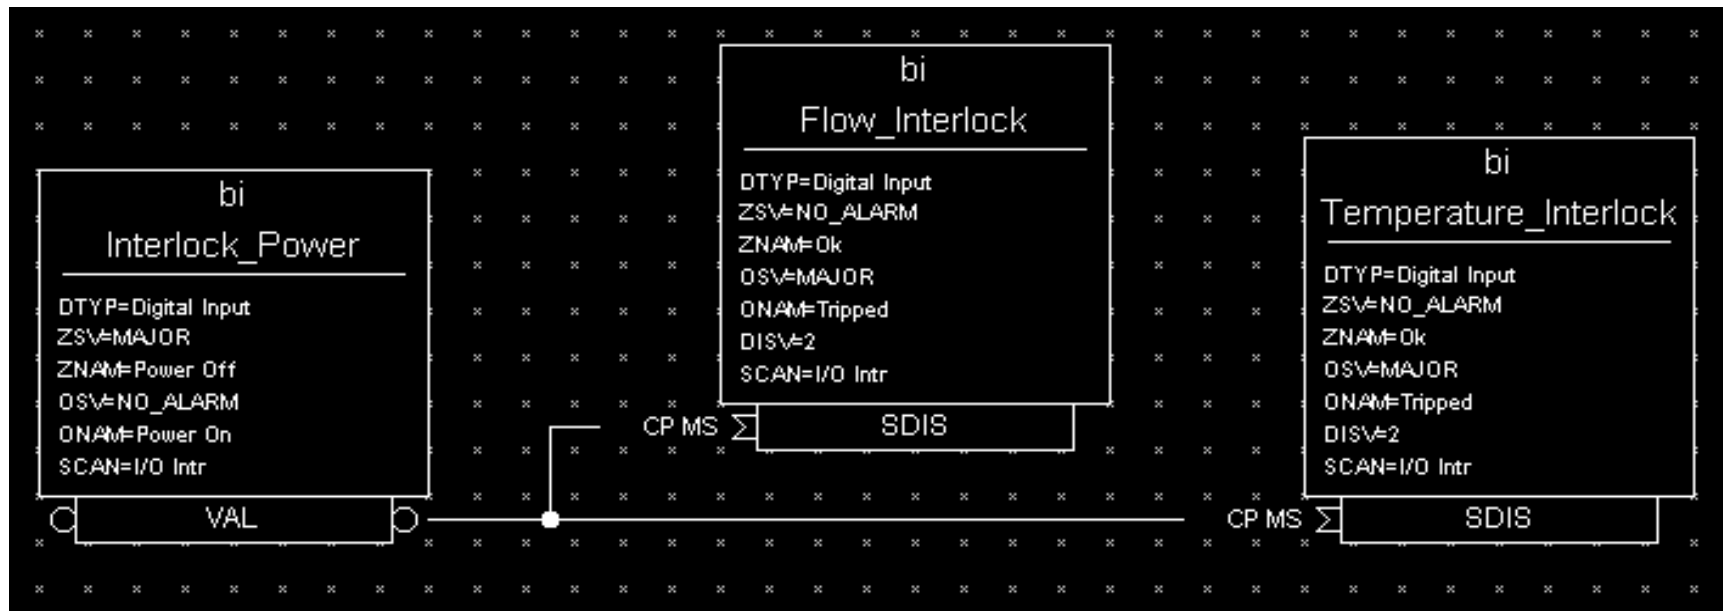 bi
Interlock_Power
DTYP=Digital Input
ZSV=MAJOR
ZNAM=Power Off
OSV=NO_ALARM
ONAM=Power On
SCAN=I/O Intr
VAL
bi
Flow_Interlock
DTYP=Digital Input
ZSV=NO_ALARM
ZNAM=Ok
OSV=MAJOR
ONAM=Tripped
DISV=2
SCAN=I/O Intr
CP MS
SDIS
bi
Temperature_Interlock
DTYP=Digital Input
ZSV=NO_ALARM
ZNAM=Ok
OSV=MAJOR
ONAM=Tripped
DISV=2
SCAN=I/O Intr
CP MS
SDIS